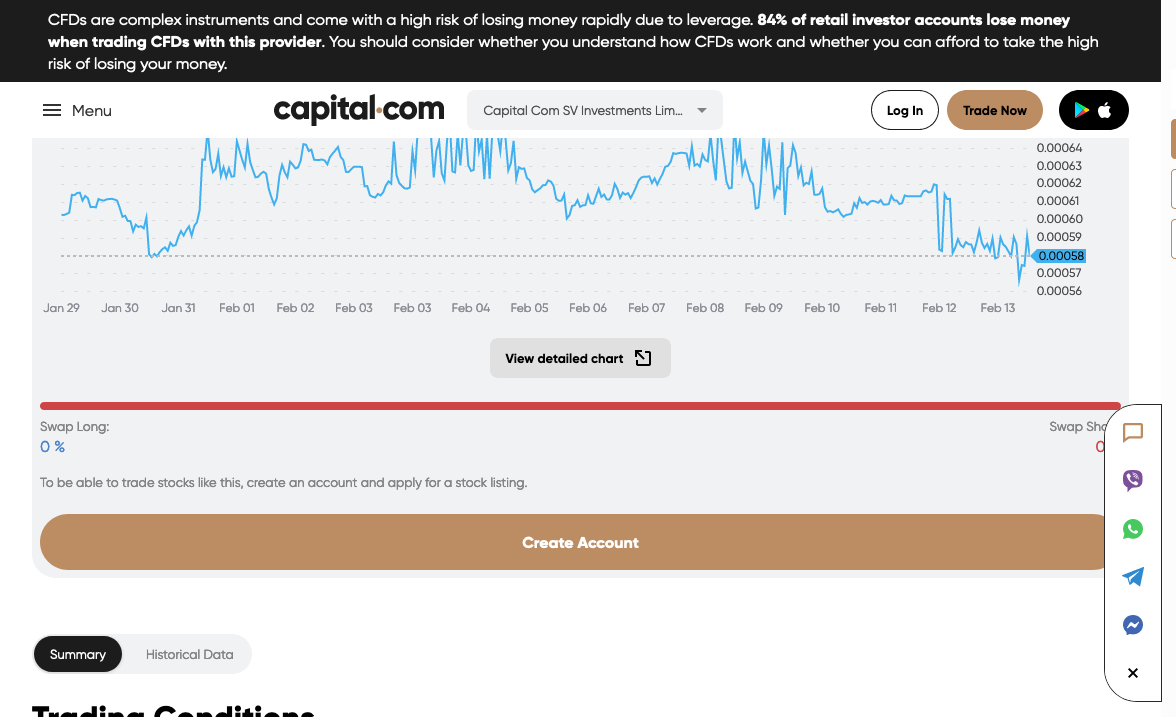 CFDs are complex instruments and come with a high risk of losing money rapidly due to leverage. 84% of retail investor accounts lose money
when trading CFDs with this provider. You should consider whether you understand how CFDs work and whether you can afford to take the high
risk of losing your money.
Menu
capital.com
Capital Com SV Investments Lim...
Log In
Trade Now
0.00064
0.00063
0.00062
0.00061
0.00060
0.00059
0.00058
0.00057
0.00056
Jan 29 Jan 30 Jan 31 Feb 01 Feb 02 Feb 03 Feb 03 Feb 04 Feb 05 Feb 06 Feb 07 Feb 08 Feb 09 Feb 10 Feb 11 Feb 12 Feb 13
View detailed chart
Swap Long:
0 %
Swap Sho
0
To be able to trade stocks like this, create an account and apply for a stock listing.
Create Account
Summary
Historical Data
Trading Conditions